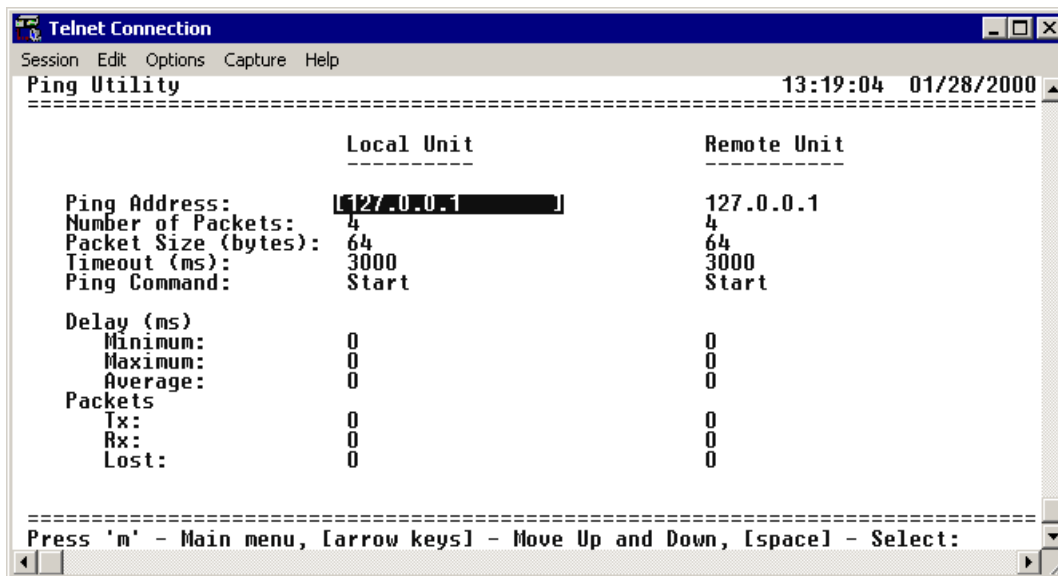 Telnet Connection
Session Edit Options Capture Help
Ping Utility 13:19:04 01/28/2000
================================================================================
Local Unit Remote Unit
---------- -----------
Ping Address: [127.0.0.1 ] 127.0.0.1
Number of Packets: 4 4
Packet Size (bytes): 64 64
Timeout (ms): 3000 3000
Ping Command: Start Start
Delay (ms)
Minimum: 0 0
Maximum: 0 0
Average: 0 0
Packets
Tx: 0 0
Rx: 0 0
Lost: 0 0
================================================================================
Press 'm' - Main menu, [arrow keys] - Move Up and Down, [space] - Select: